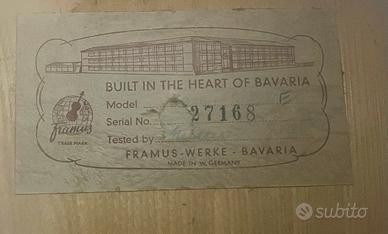 BUILT IN THE HEART OF BAVARIA
Model
Serial No. 27168 E
Tested by
Framus
TRADE MARK
FRAMUS-WERKE - BAVARIA
MADE IN W. GERMANY
subito